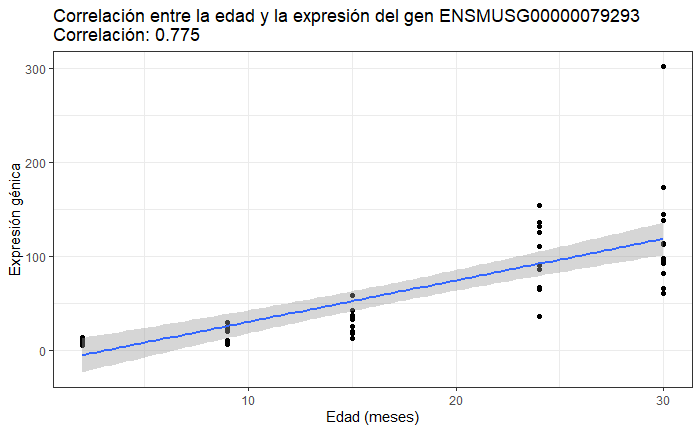 Correlación entre la edad y la expresión del gen ENSMUSG00000079293
Correlación: 0.775
300
200
100
0
Expresión génica
10
20
30
Edad (meses)